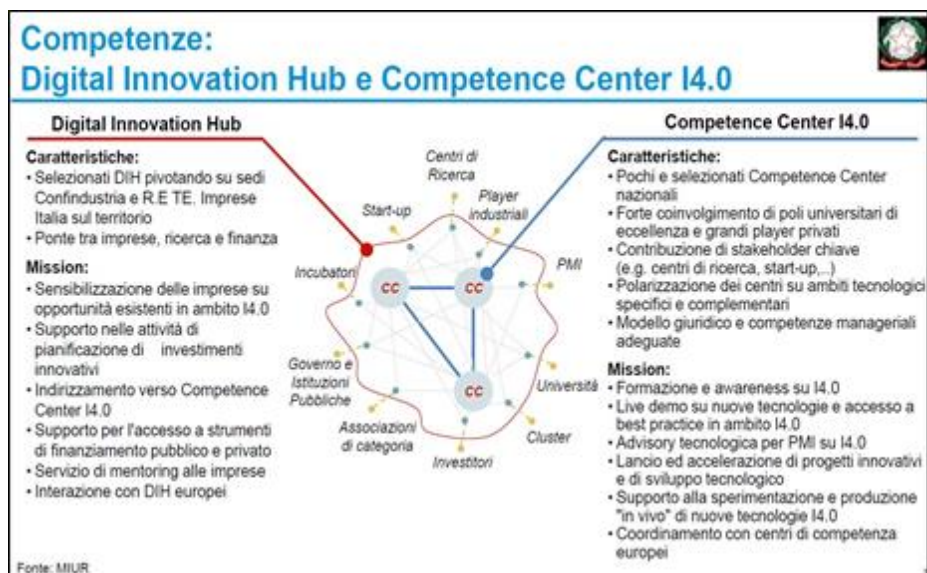 Competenze:
Digital Innovation Hub e Competence Center I4.0
Digital Innovation Hub
Caratteristiche:
• Selezionati DIH pivotando su sedi
Confindustria e R.E TE. Imprese
Italia sul territorio
• Ponte tra imprese, ricerca e finanza
Mission:
• Sensibilizzazione delle imprese su
opportunità esistenti in ambito I4.0
• Supporto nelle attività di
pianificazione di investimenti
innovativi
• Indirizzamento verso Competence
Center I4.0
• Supporto per l'accesso a strumenti
di finanziamento pubblico e privato
• Servizio di mentoring alle imprese
• Interazione con DIH europei
Centri di
Ricerca
Player
industriali
Start-up
PMI
Incubatori
CC
CC
CC
Governo e
Istituzioni
Pubbliche
Università
Associazioni
di categoria
Cluster
Investitori
Competence Center I4.0
Caratteristiche:
• Pochi e selezionati Competence Center
nazionali
• Forte coinvolgimento di poli universitari di
eccellenza e grandi player privati
• Contribuzione di stakeholder chiave
(e.g. centri di ricerca, start-up,..)
• Polarizzazione dei centri su ambiti tecnologici
specifici e complementari
• Modello giuridico e competenze manageriali
adeguate
Mission:
• Formazione e awareness su I4.0
• Live demo su nuove tecnologie e accesso a
best practice in ambito I4.0
• Advisory tecnologica per PMI su I4.0
• Lancio ed accelerazione di progetti innovativi
e di sviluppo tecnologico
• Supporto alla sperimentazione e produzione
"in vivo" di nuove tecnologie I4.0
• Coordinamento con centri di competenza
europei
Fonte: MIUR